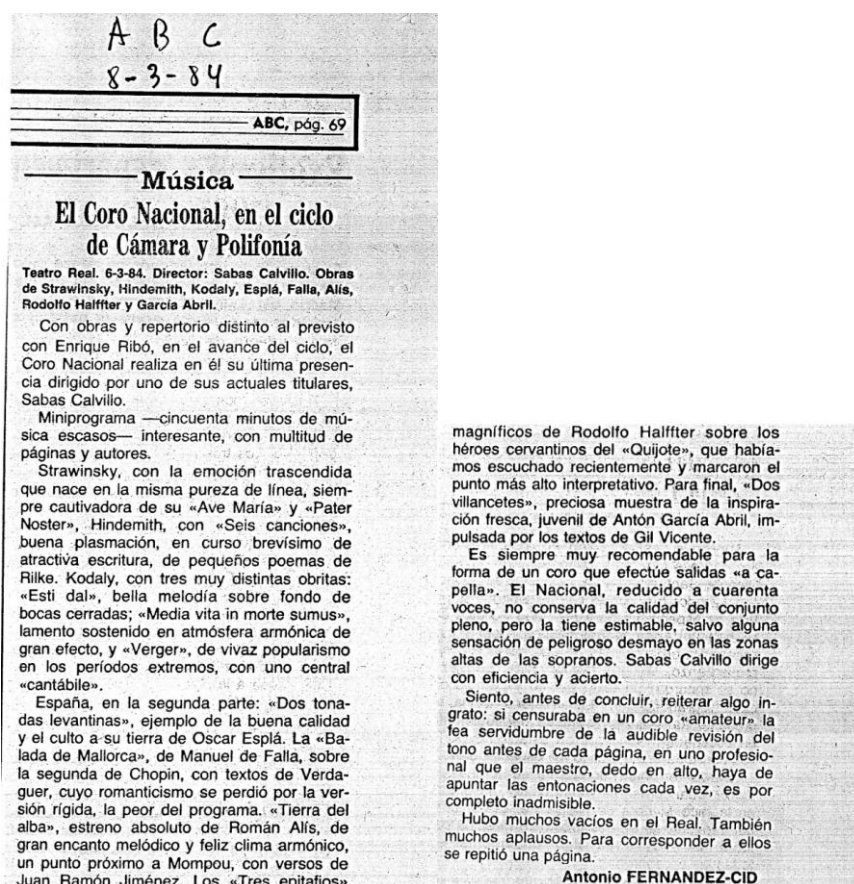 A B C
8-3-84
ABC, pág. 69
Música
El Coro Nacional, en el ciclo
de Cámara y Polifonía
Teatro Real. 6-3-84. Director: Sabas Calvillo. Obras
de Strawinsky, Hindemith, Kodaly, Esplá, Falla, Alís,
Rodolfo Halffter y García Abril.
Con obras y repertorio distinto al previsto
con Enrique Ribó, en el avance del ciclo, el
Coro Nacional realiza en él su última presen-
cia dirigido por uno de sus actuales titulares,
Sabas Calvillo.
Miniprograma —cincuenta minutos de mú-
sica escasos— interesante, con multitud de
páginas y autores.
Strawinsky, con la emoción trascendida
que nace en la misma pureza de línea, siem-
pre cautivadora de su «Ave María» y «Pater
Noster», Hindemith, con «Seis canciones»,
buena plasmación, en curso brevísimo de
atractiva escritura, de pequeños poemas de
Rilke. Kodaly, con tres muy distintas obritas:
«Esti dal», bella melodía sobre fondo de
bocas cerradas; «Media vita in morte sumus»,
lamento sostenido en atmósfera armónica de
gran efecto, y «Verger», de vivaz popularismo
en los períodos extremos, con uno central
«cantábile».
España, en la segunda parte: «Dos tona-
das levantinas», ejemplo de la buena calidad
y el culto a su tierra de Oscar Esplá. La «Ba-
lada de Mallorca», de Manuel de Falla, sobre
la segunda de Chopin, con textos de Verda-
guer, cuyo romanticismo se perdió por la ver-
sión rígida, la peor del programa. «Tierra del
alba», estreno absoluto de Román Alís, de
gran encanto melódico y feliz clima armónico,
un punto próximo a Mompou, con versos de
Juan Ramón Jiménez. Los «Tres epitafios»
magníficos de Rodolfo Halffter sobre los
héroes cervantinos del «Quijote», que había-
mos escuchado recientemente y marcaron el
punto más alto interpretativo. Para final, «Dos
villancetes», preciosa muestra de la inspira-
ción fresca, juvenil de Antón García Abril, im-
pulsada por los textos de Gil Vicente.
Es siempre muy recomendable para la
forma de un coro que efectúe salidas «a ca-
pella». El Nacional, reducido a cuarenta
voces, no conserva la calidad del conjunto
pleno, pero la tiene estimable, salvo alguna
sensación de peligroso desmayo en las zonas
altas de las sopranos. Sabas Calvillo dirige
con eficiencia y acierto.
Siento, antes de concluir, reiterar algo in-
grato: si censuraba en un coro «amateur» la
fea servidumbre de la audible revisión del
tono antes de cada página, en uno profesio-
nal que el maestro, dedo en alto, haya de
apuntar las entonaciones cada vez, es por
completo inadmisible.
Hubo muchos vacíos en el Real. También
muchos aplausos. Para corresponder a ellos
se repitió una página.
Antonio FERNANDEZ-CID